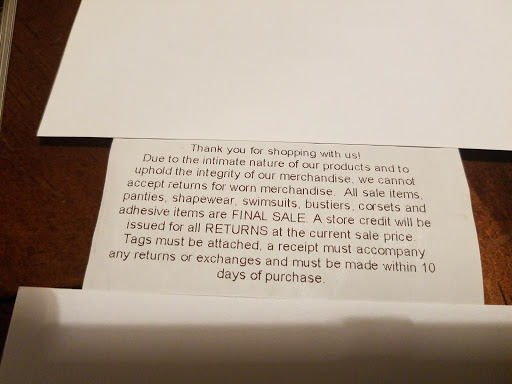 Thank you for shopping with us!
Due to the intimate nature of our products and to
uphold the integrity of our merchandise, we cannot
accept returns for worn merchandise. All sale items,
panties, shapewear, swimsuits, bustiers, corsets and
adhesive items are FINAL SALE. A store credit will be
issued for all RETURNS at the current sale price.
Tags must be attached, a receipt must accompany
any returns or exchanges and must be made within 10
days of purchase.